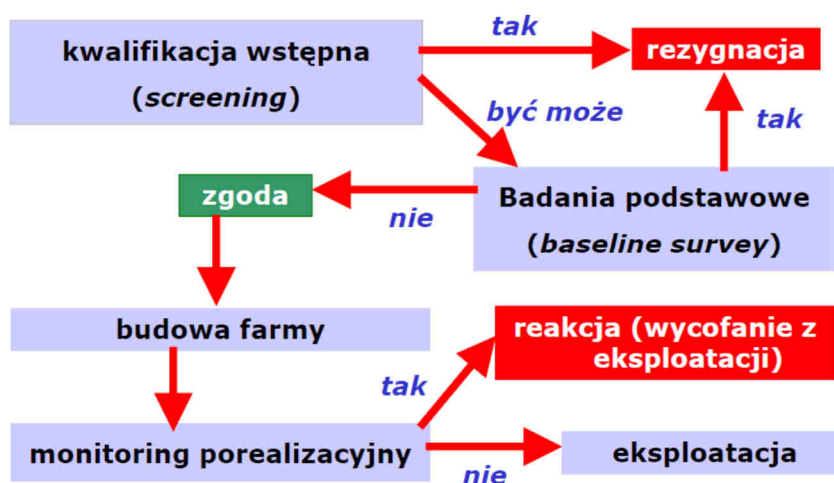 kwalifikacja wstępna
(screening)
tak
rezygnacja
być może
tak
zgoda
nie
Badania podstawowe
(baseline survey)
budowa farmy
reakcja (wycofanie z
eksploatacji)
tak
monitoring porealizacyjny
nie
eksploatacja